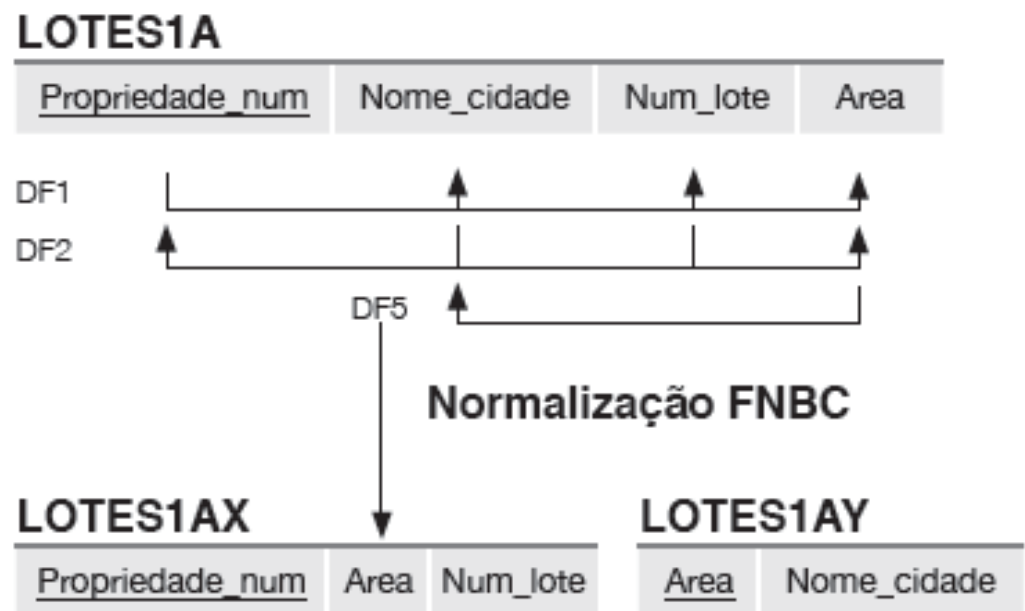 LOTES1A
Propriedade_num Nome_cidade Num_lote Area
DF1
DF2
DF5
Normalização FNBC
LOTES1AX LOTES1AY
Propriedade_num Area Num_lote Area Nome_cidade